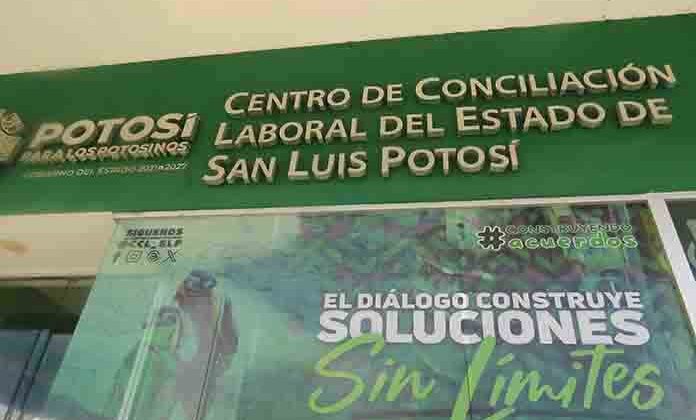 POTOSÍ
PARA LOS POTOSINOS
GOBIERNO DEL ESTADO 2021-2027
CENTRO DE CONCILIACIÓN
LABORAL DEL ESTADO DE
SAN LUIS POTOSÍ
SÍGUENOS
@CCL_SLP
#CONSTRUYENDO
acuerdos
EL DIÁLOGO CONSTRUYE
SOLUCIONES
Sin Límites